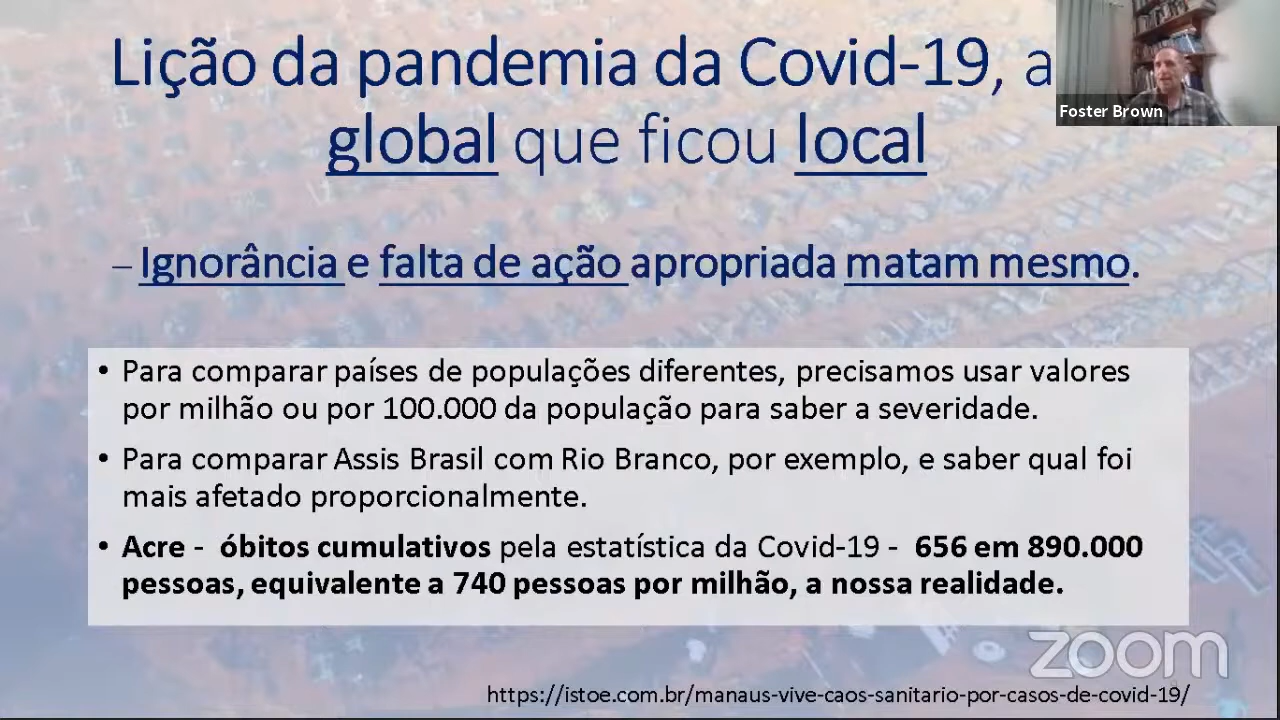 Lição da pandemia da Covid-19, a
global que ficou local
Foster Brown
– Ignorância e falta de ação apropriada matam mesmo.
• Para comparar países de populações diferentes, precisamos usar valores
por milhão ou por 100.000 da população para saber a severidade.
• Para comparar Assis Brasil com Rio Branco, por exemplo, e saber qual foi
mais afetado proporcionalmente.
• Acre - óbitos cumulativos pela estatística da Covid-19 - 656 em 890.000
pessoas, equivalente a 740 pessoas por milhão, a nossa realidade.
zoom
https://istoe.com.br/manaus-vive-caos-sanitario-por-casos-de-covid-19/